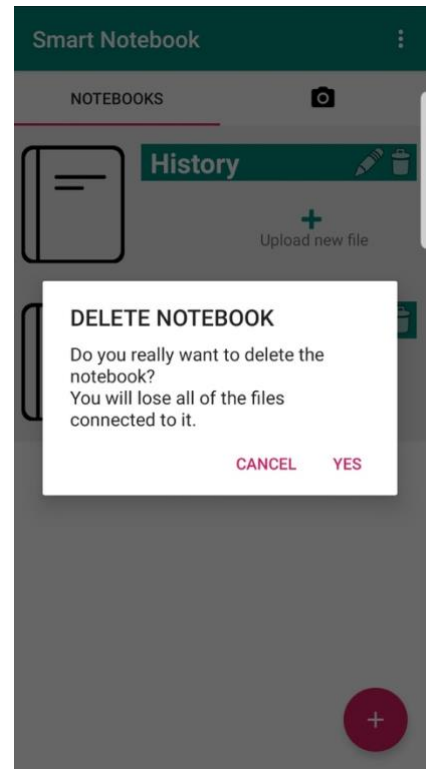 Smart Notebook
NOTEBOOKS
History
Upload new file
DELETE NOTEBOOK
Do you really want to delete the
notebook?
You will lose all of the files
connected to it.
CANCEL YES